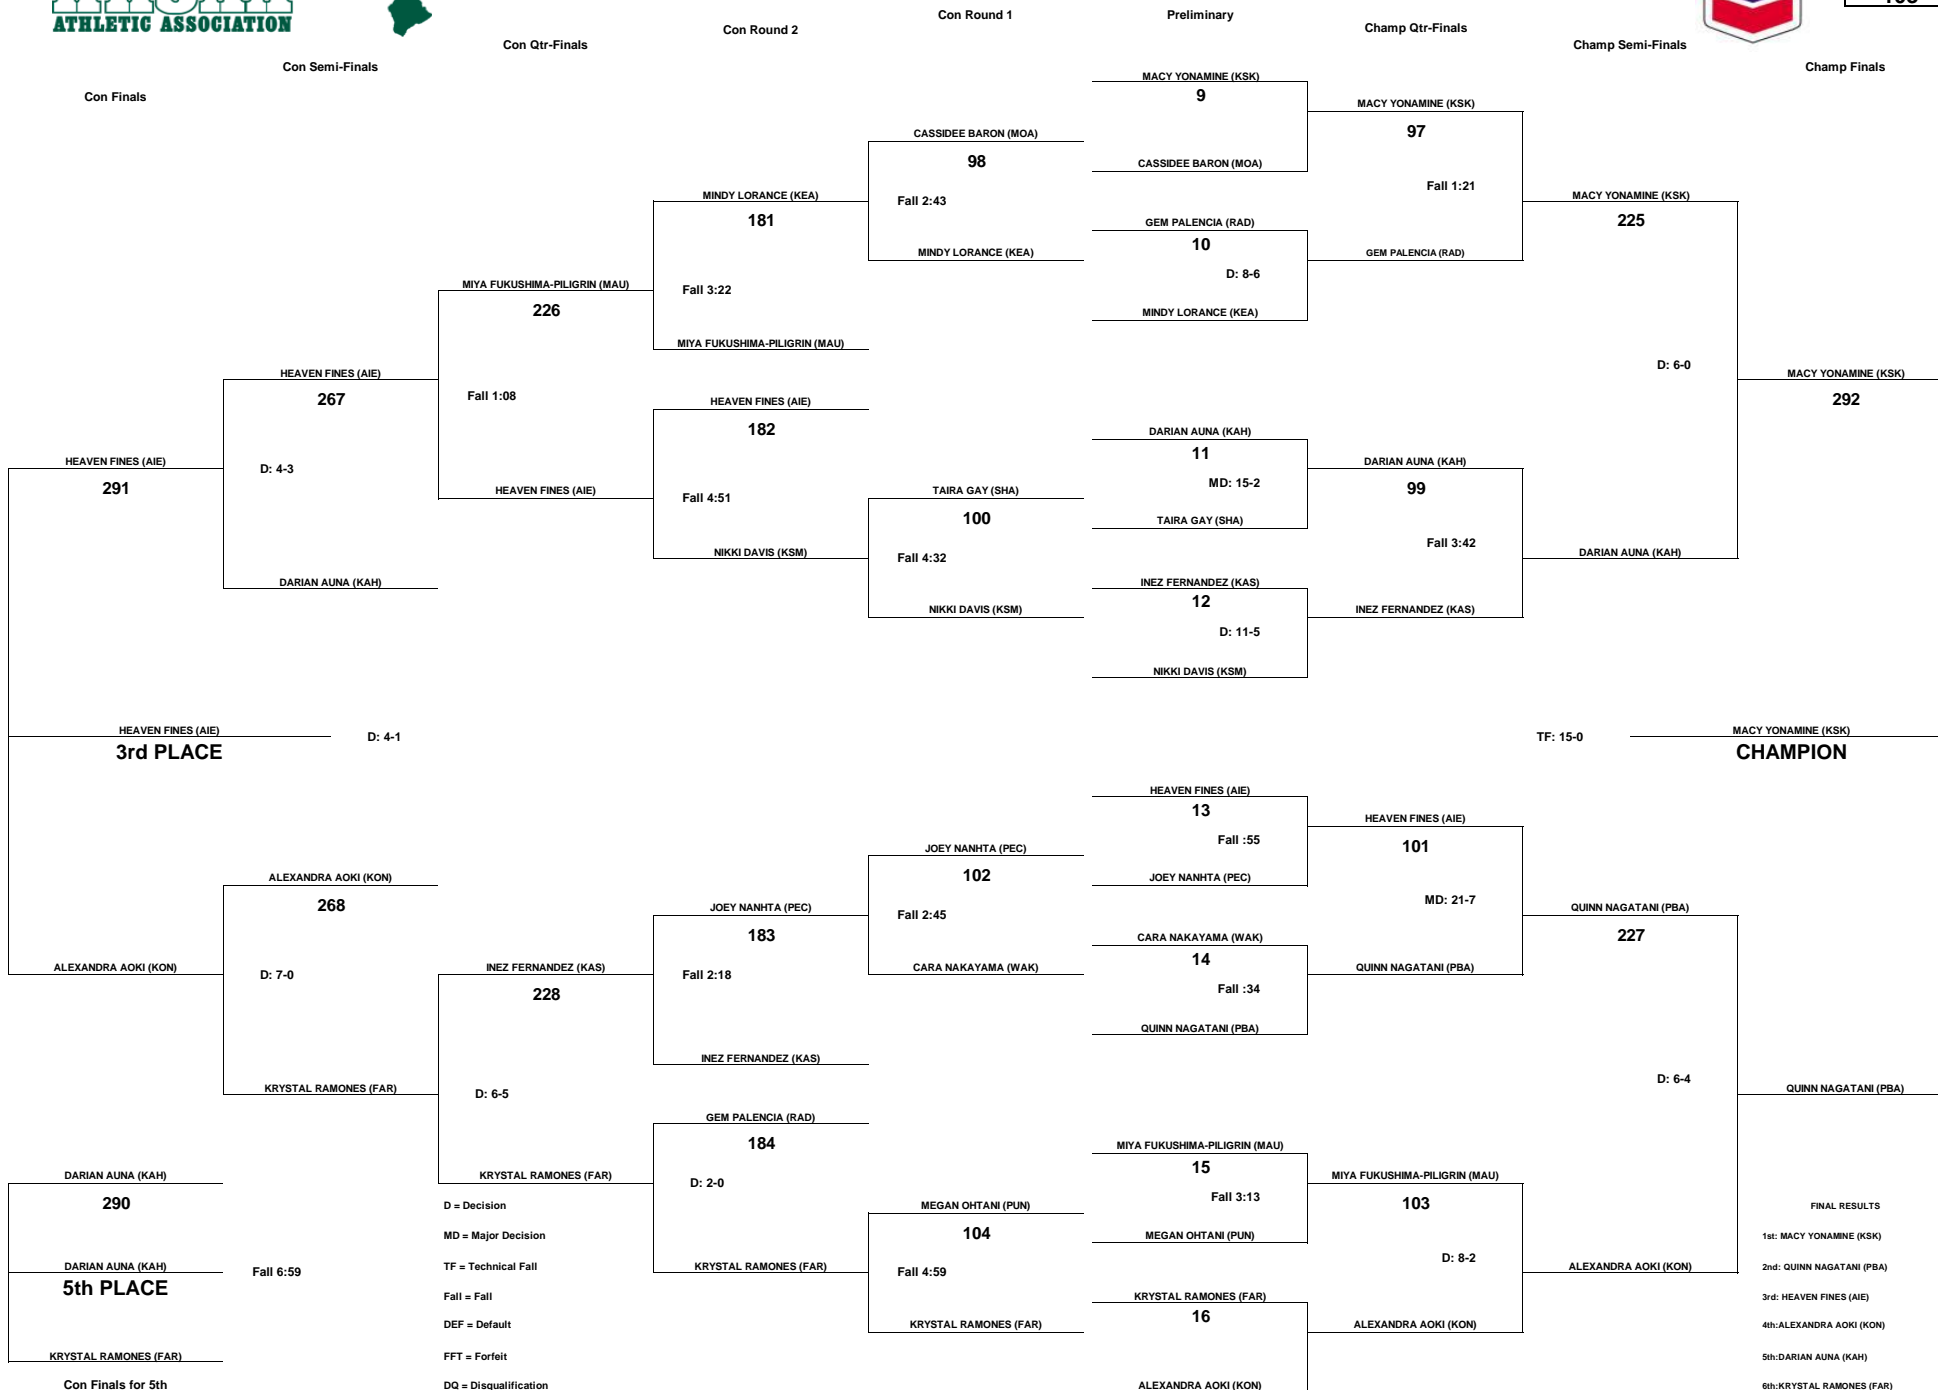 ATHLETIC ASSOCIATION
Con Finals
Con Semi-Finals
Con Qtr-Finals
Con Round 2
Con Round 1
Preliminary
Champ Qtr-Finals
Champ Semi-Finals
Champ Finals
MACY YONAMINE (KSK)
9
CASSIDEE BARON (MOA)
GEM PALENCIA (RAD)
10
D: 8-6
MINDY LORANCE (KEA)
DARIAN AUNA (KAH)
11
MD: 15-2
TAIRA GAY (SHA)
INEZ FERNANDEZ (KAS)
12
D: 11-5
NIKKI DAVIS (KSM)
HEAVEN FINES (AIE)
13
Fall :55
JOEY NANHTA (PEC)
CARA NAKAYAMA (WAK)
14
Fall :34
QUINN NAGATANI (PBA)
MIYA FUKUSHIMA-PILIGRIN (MAU)
15
Fall 3:13
MEGAN OHTANI (PUN)
KRYSTAL RAMONES (FAR)
16
ALEXANDRA AOKI (KON)
MACY YONAMINE (KSK)
97
Fall 1:21
GEM PALENCIA (RAD)
DARIAN AUNA (KAH)
99
Fall 3:42
INEZ FERNANDEZ (KAS)
HEAVEN FINES (AIE)
101
MD: 21-7
QUINN NAGATANI (PBA)
MIYA FUKUSHIMA-PILIGRIN (MAU)
103
D: 8-2
ALEXANDRA AOKI (KON)
MACY YONAMINE (KSK)
225
D: 6-0
DARIAN AUNA (KAH)
QUINN NAGATANI (PBA)
227
D: 6-4
ALEXANDRA AOKI (KON)
MACY YONAMINE (KSK)
292
TF: 15-0
MACY YONAMINE (KSK)
CHAMPION
QUINN NAGATANI (PBA)
CASSIDEE BARON (MOA)
98
Fall 2:43
MINDY LORANCE (KEA)
TAIRA GAY (SHA)
100
Fall 4:32
NIKKI DAVIS (KSM)
JOEY NANHTA (PEC)
102
Fall 2:45
CARA NAKAYAMA (WAK)
MEGAN OHTANI (PUN)
104
Fall 4:59
KRYSTAL RAMONES (FAR)
MINDY LORANCE (KEA)
181
Fall 3:22
MIYA FUKUSHIMA-PILIGRIN (MAU)
HEAVEN FINES (AIE)
182
Fall 4:51
NIKKI DAVIS (KSM)
JOEY NANHTA (PEC)
183
Fall 2:18
INEZ FERNANDEZ (KAS)
GEM PALENCIA (RAD)
184
D: 2-0
KRYSTAL RAMONES (FAR)
MIYA FUKUSHIMA-PILIGRIN (MAU)
226
Fall 1:08
HEAVEN FINES (AIE)
INEZ FERNANDEZ (KAS)
228
D: 6-5
KRYSTAL RAMONES (FAR)
HEAVEN FINES (AIE)
267
D: 4-3
DARIAN AUNA (KAH)
ALEXANDRA AOKI (KON)
268
D: 7-0
KRYSTAL RAMONES (FAR)
HEAVEN FINES (AIE)
291
HEAVEN FINES (AIE)
3rd PLACE
D: 4-1
ALEXANDRA AOKI (KON)
DARIAN AUNA (KAH)
290
DARIAN AUNA (KAH)
5th PLACE
Fall 6:59
KRYSTAL RAMONES (FAR)
Con Finals for 5th
D = Decision
MD = Major Decision
TF = Technical Fall
Fall = Fall
DEF = Default
FFT = Forfeit
DQ = Disqualification
FINAL RESULTS
1st: MACY YONAMINE (KSK)
2nd: QUINN NAGATANI (PBA)
3rd: HEAVEN FINES (AIE)
4th:ALEXANDRA AOKI (KON)
5th:DARIAN AUNA (KAH)
6th:KRYSTAL RAMONES (FAR)